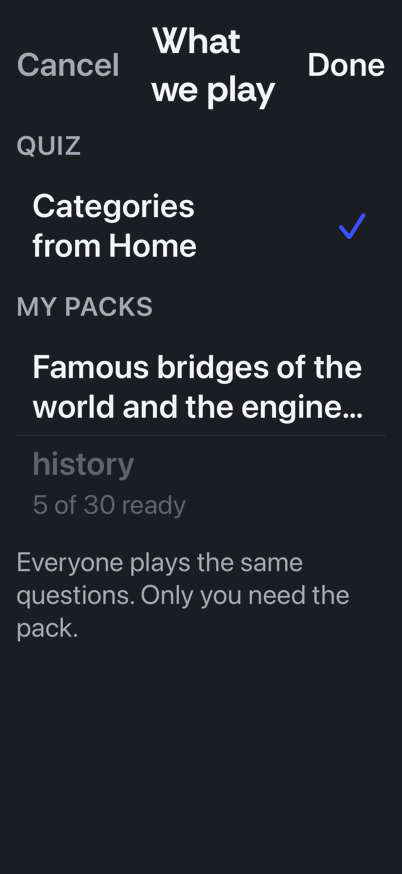 Cancel
What
we play
Done
QUIZ
Categories
from Home
MY PACKS
Famous bridges of the
world and the engine…
history
5 of 30 ready
Everyone plays the same
questions. Only you need the
pack.